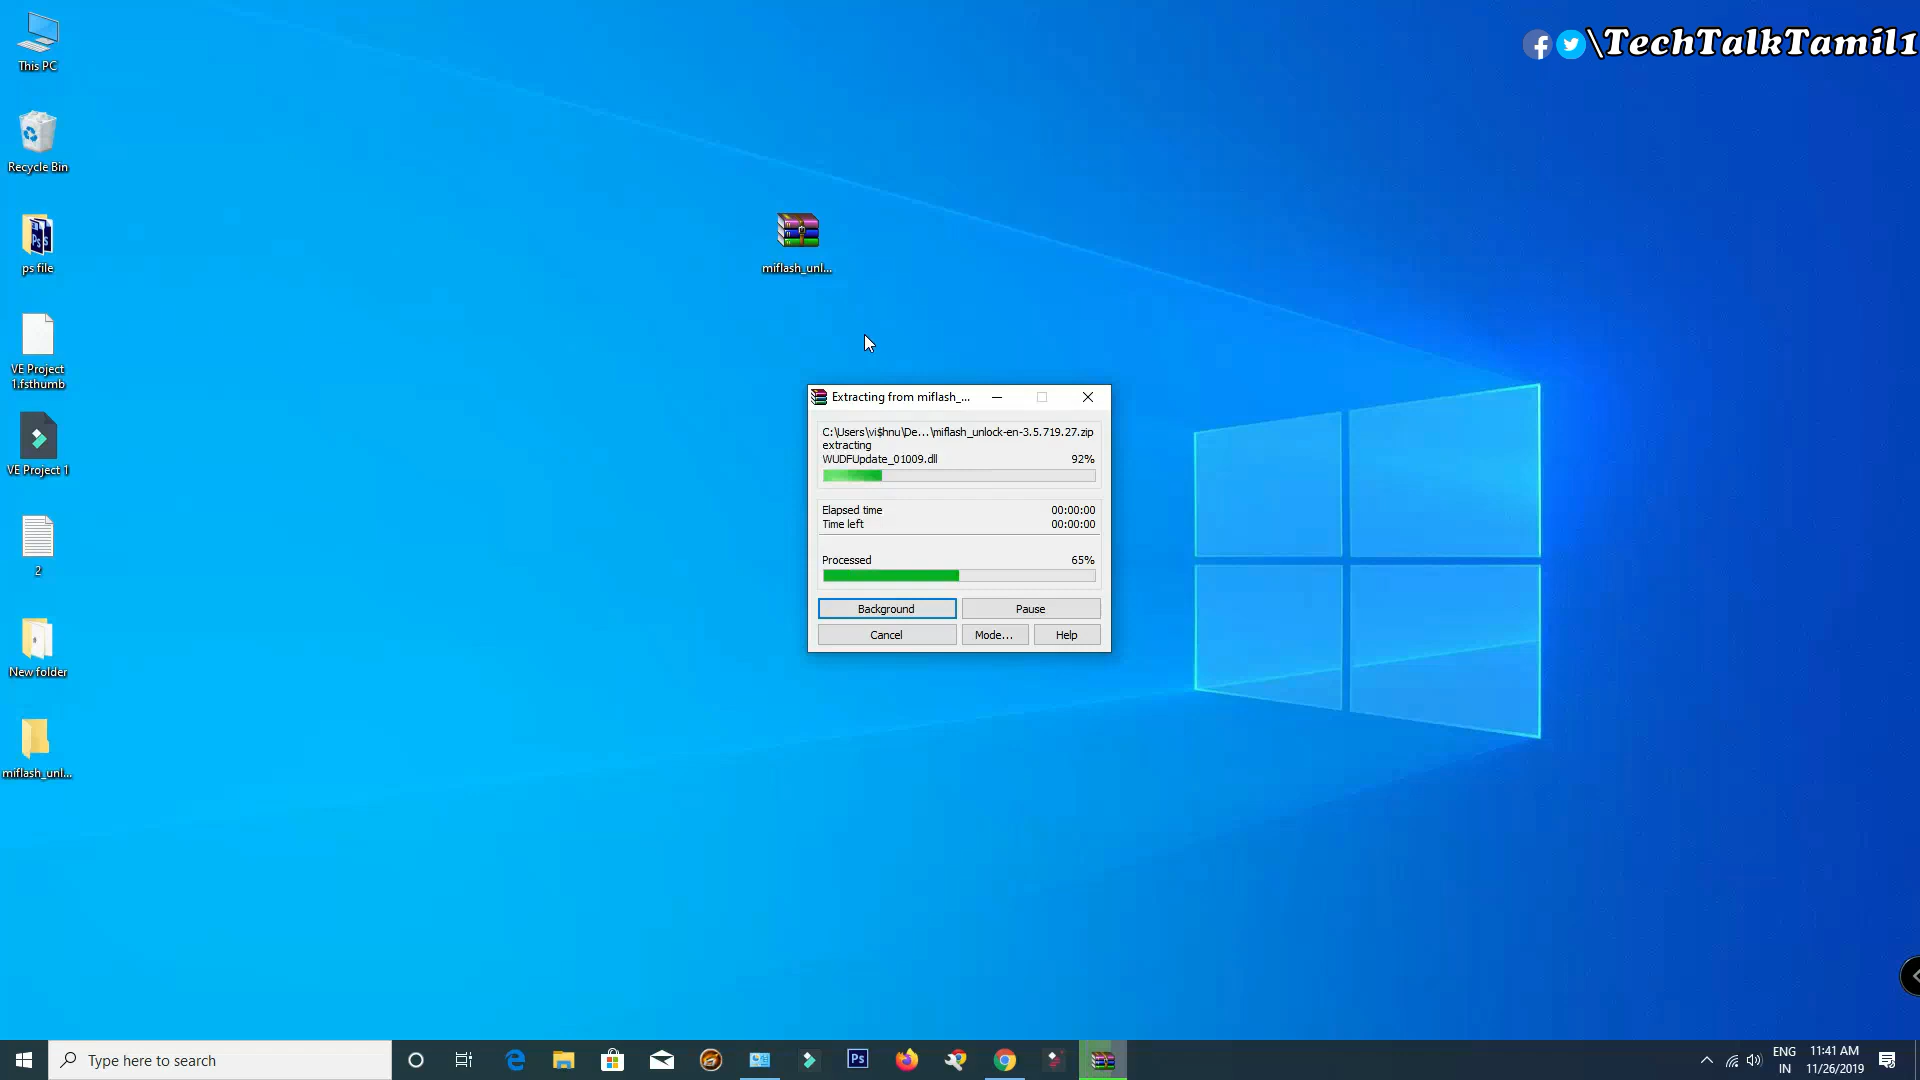 This PC
\TechTalkTamil1
Recycle Bin
ps file
miflash_unl...
VE Project
1.fsthumb
Extracting from miflash_...
C:\Users\vi$hnu\De...\miflash_unlock-en-3.5.719.27.zip
extracting
WUDFUpdate_01009.dll 92%
VE Project 1
Elapsed time 00:00:00
Time left 00:00:00
Processed 65%
2
Background Pause
Cancel Mode... Help
New folder
miflash_unl...
Type here to search
Ps
ENG
IN
11:41 AM
11/26/2019